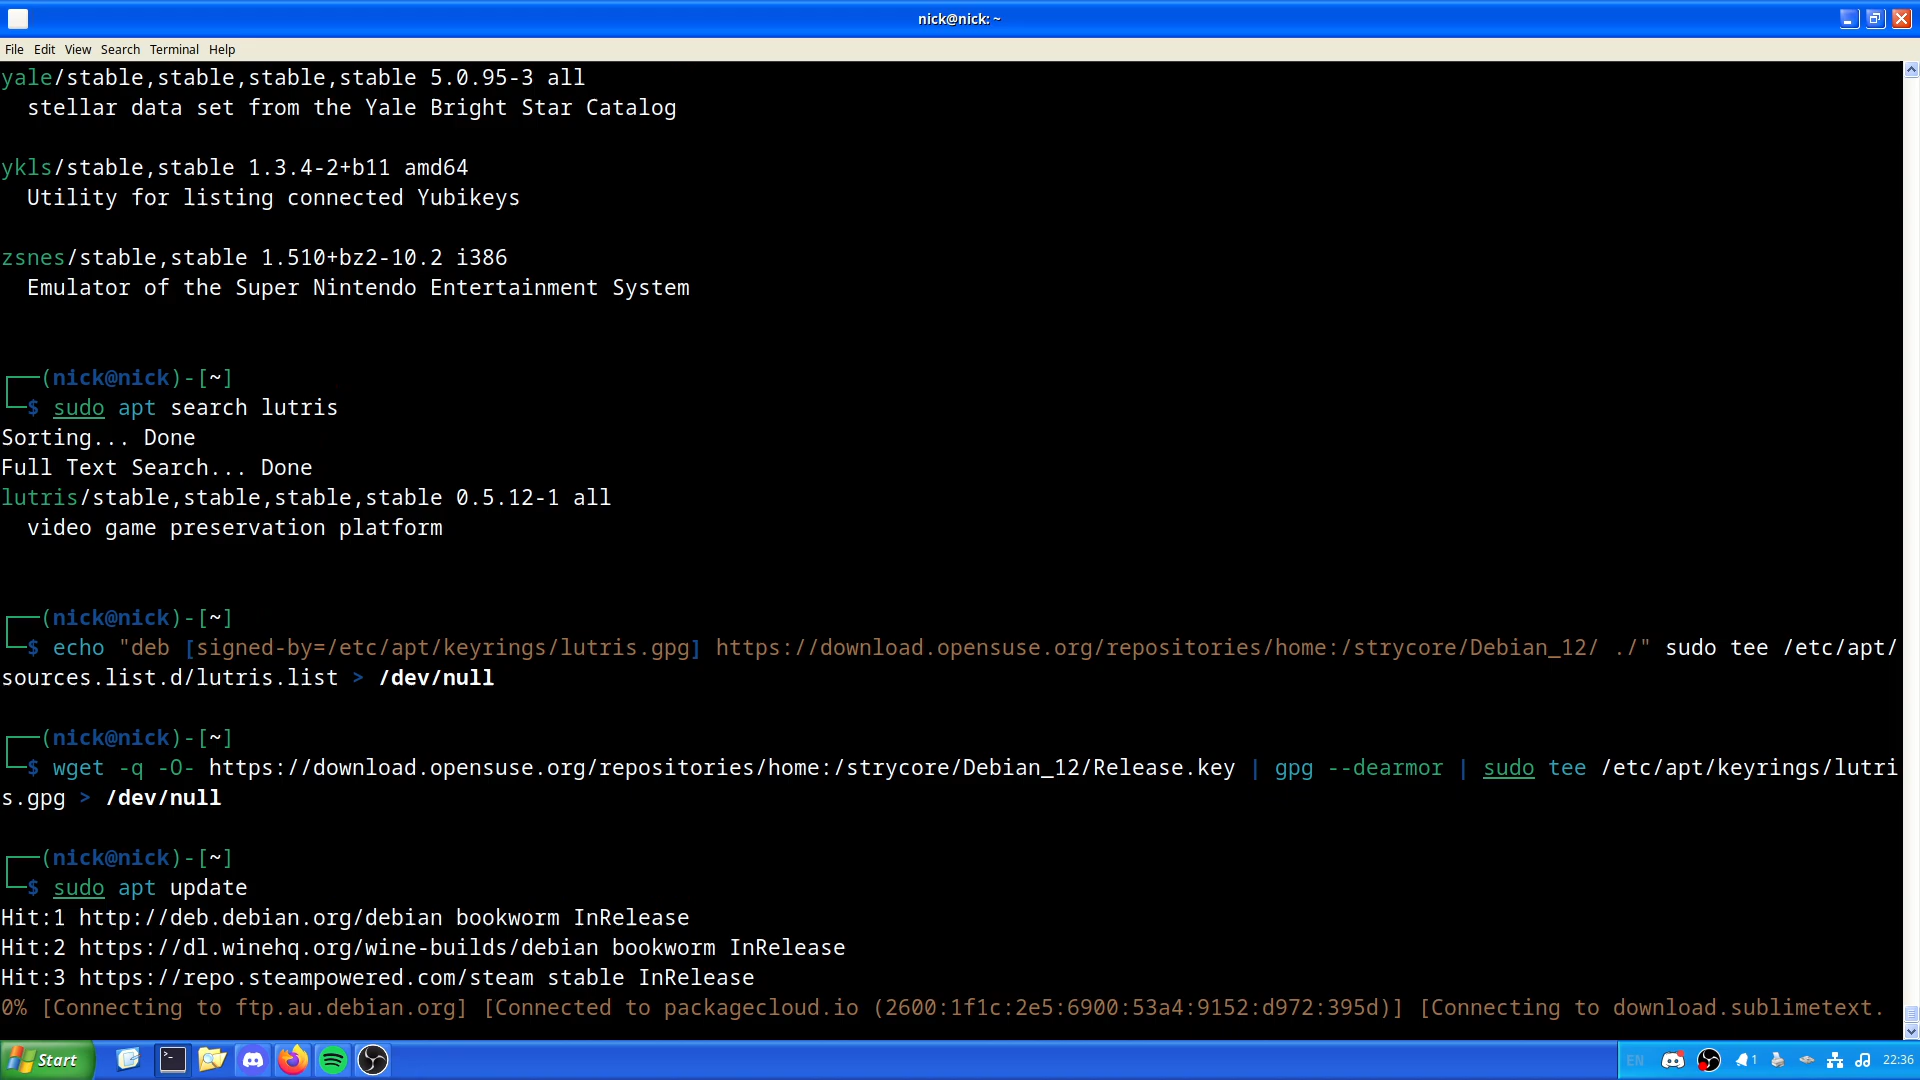 nick@nick: ~
File Edit View Search Terminal Help
yale/stable,stable,stable,stable 5.0.95-3 all
  stellar data set from the Yale Bright Star Catalog
ykls/stable,stable 1.3.4-2+b11 amd64
  Utility for listing connected Yubikeys
zsnes/stable,stable 1.510+bz2-10.2 i386
  Emulator of the Super Nintendo Entertainment System
┌──(nick@nick)-[~]
└─$ sudo apt search lutris
Sorting... Done
Full Text Search... Done
lutris/stable,stable,stable,stable 0.5.12-1 all
  video game preservation platform
┌──(nick@nick)-[~]
└─$ echo "deb [signed-by=/etc/apt/keyrings/lutris.gpg] https://download.opensuse.org/repositories/home:/strycore/Debian_12/ ./" sudo tee /etc/apt/
sources.list.d/lutris.list > /dev/null
┌──(nick@nick)-[~]
└─$ wget -q -O- https://download.opensuse.org/repositories/home:/strycore/Debian_12/Release.key | gpg --dearmor | sudo tee /etc/apt/keyrings/lutri
s.gpg > /dev/null
┌──(nick@nick)-[~]
└─$ sudo apt update
Hit:1 http://deb.debian.org/debian bookworm InRelease
Hit:2 https://dl.winehq.org/wine-builds/debian bookworm InRelease
Hit:3 https://repo.steampowered.com/steam stable InRelease
0% [Connecting to ftp.au.debian.org] [Connected to packagecloud.io (2600:1f1c:2e5:6900:53a4:9152:d972:395d)] [Connecting to download.sublimetext.
Start
EN
1
22:36